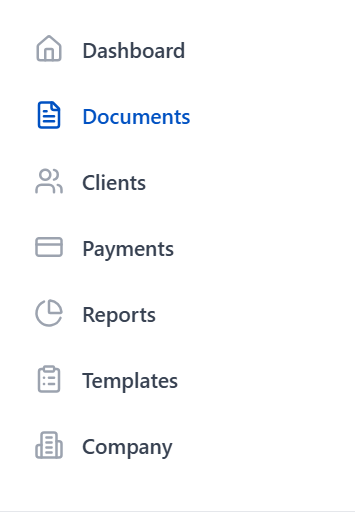 Dashboard
Documents
Clients
Payments
Reports
Templates
Company